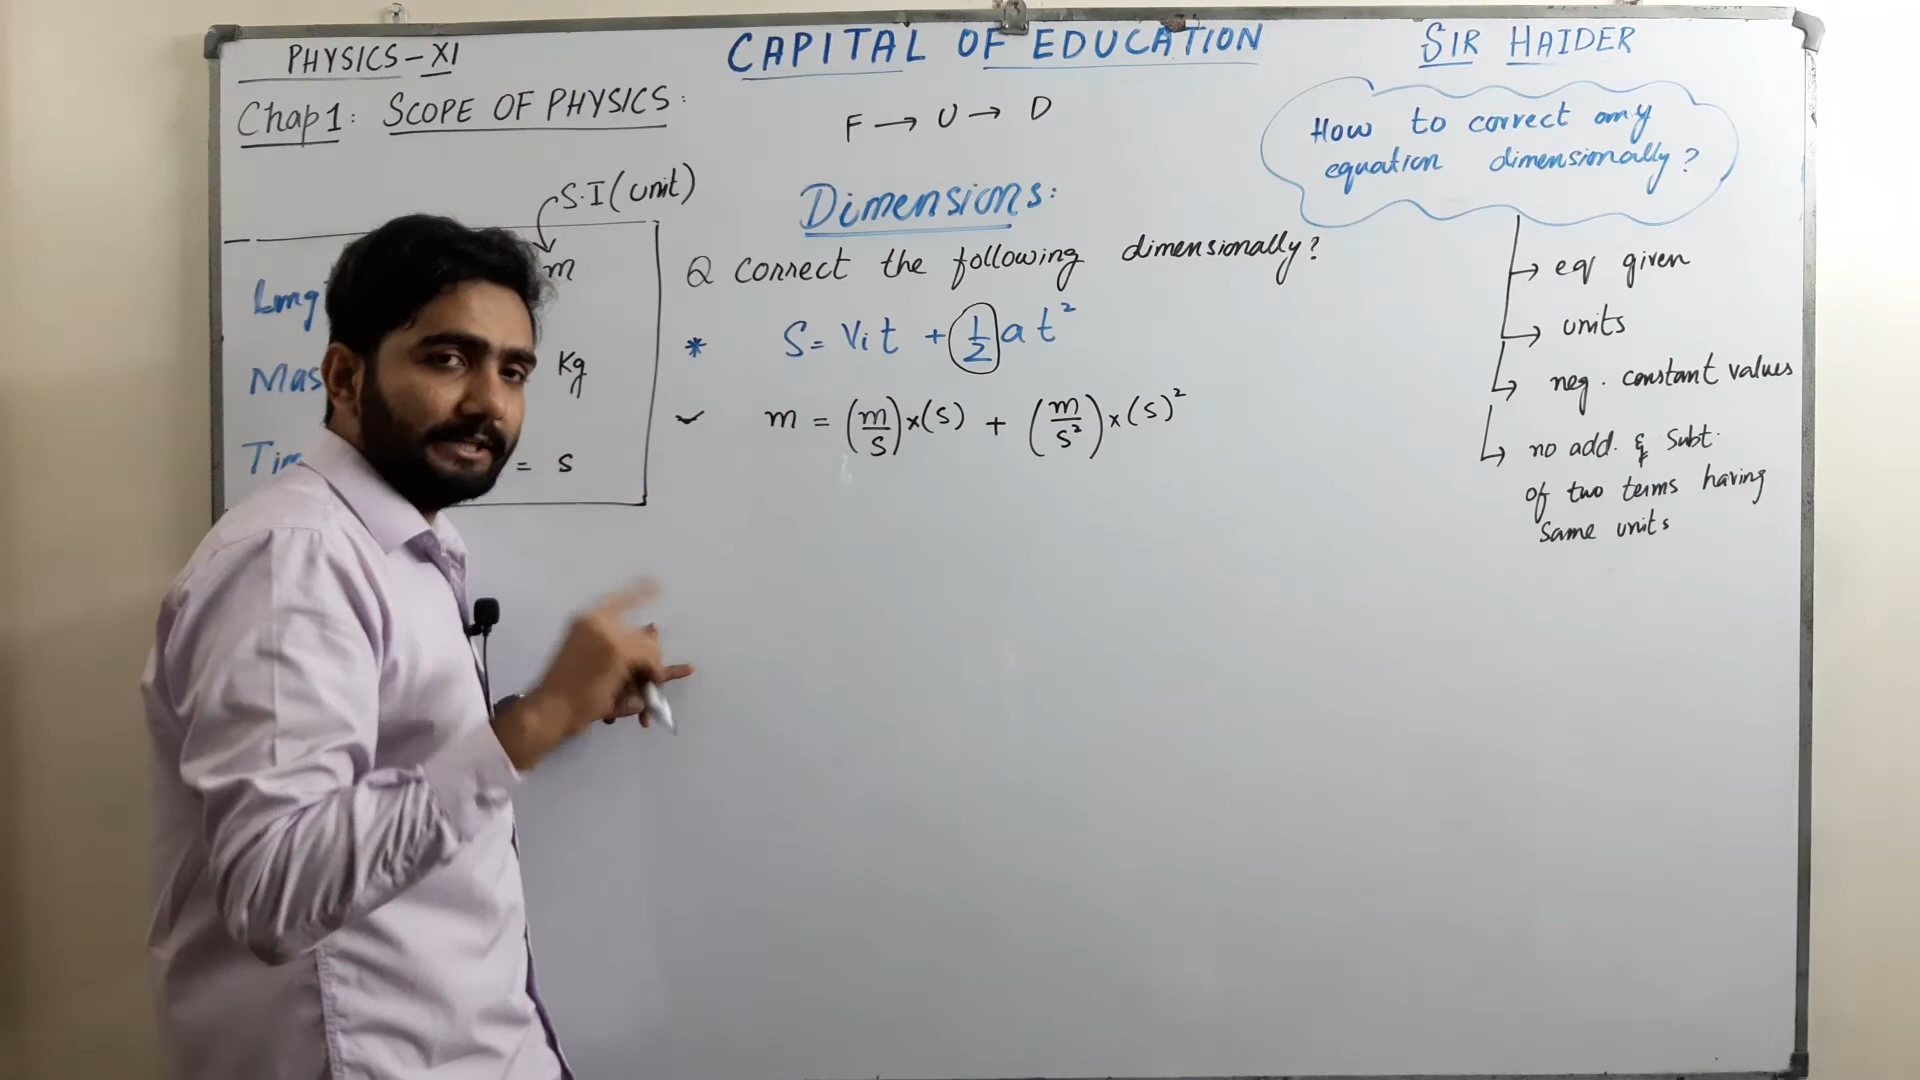 PHYSICS-XI
CAPITAL OF EDUCATION
SIR HAIDER
Chap 1: SCOPE OF PHYSICS:
F → U → D
How to correct any
equation dimensionally?
S.I (unit)
Dimensions:
m
Q Correct the following dimensionally?
→ eq given
* S = Vit + 1/2 at²
→ units
Kg
neg. constant values
m = (m/s)×(s) + (m/s²)×(s)²
= s
no add. & Subt.
of two terms having
same units